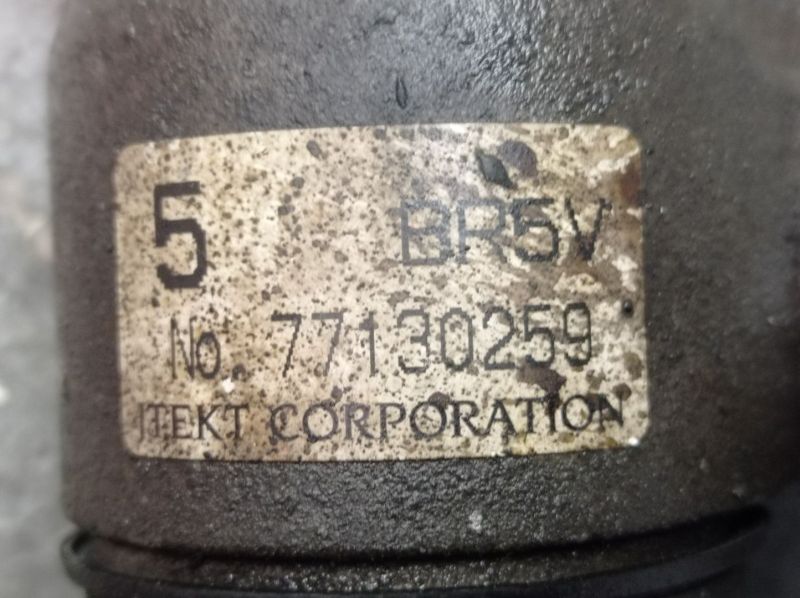 5 BR5V
No. 77130259
JTEKT CORPORATION